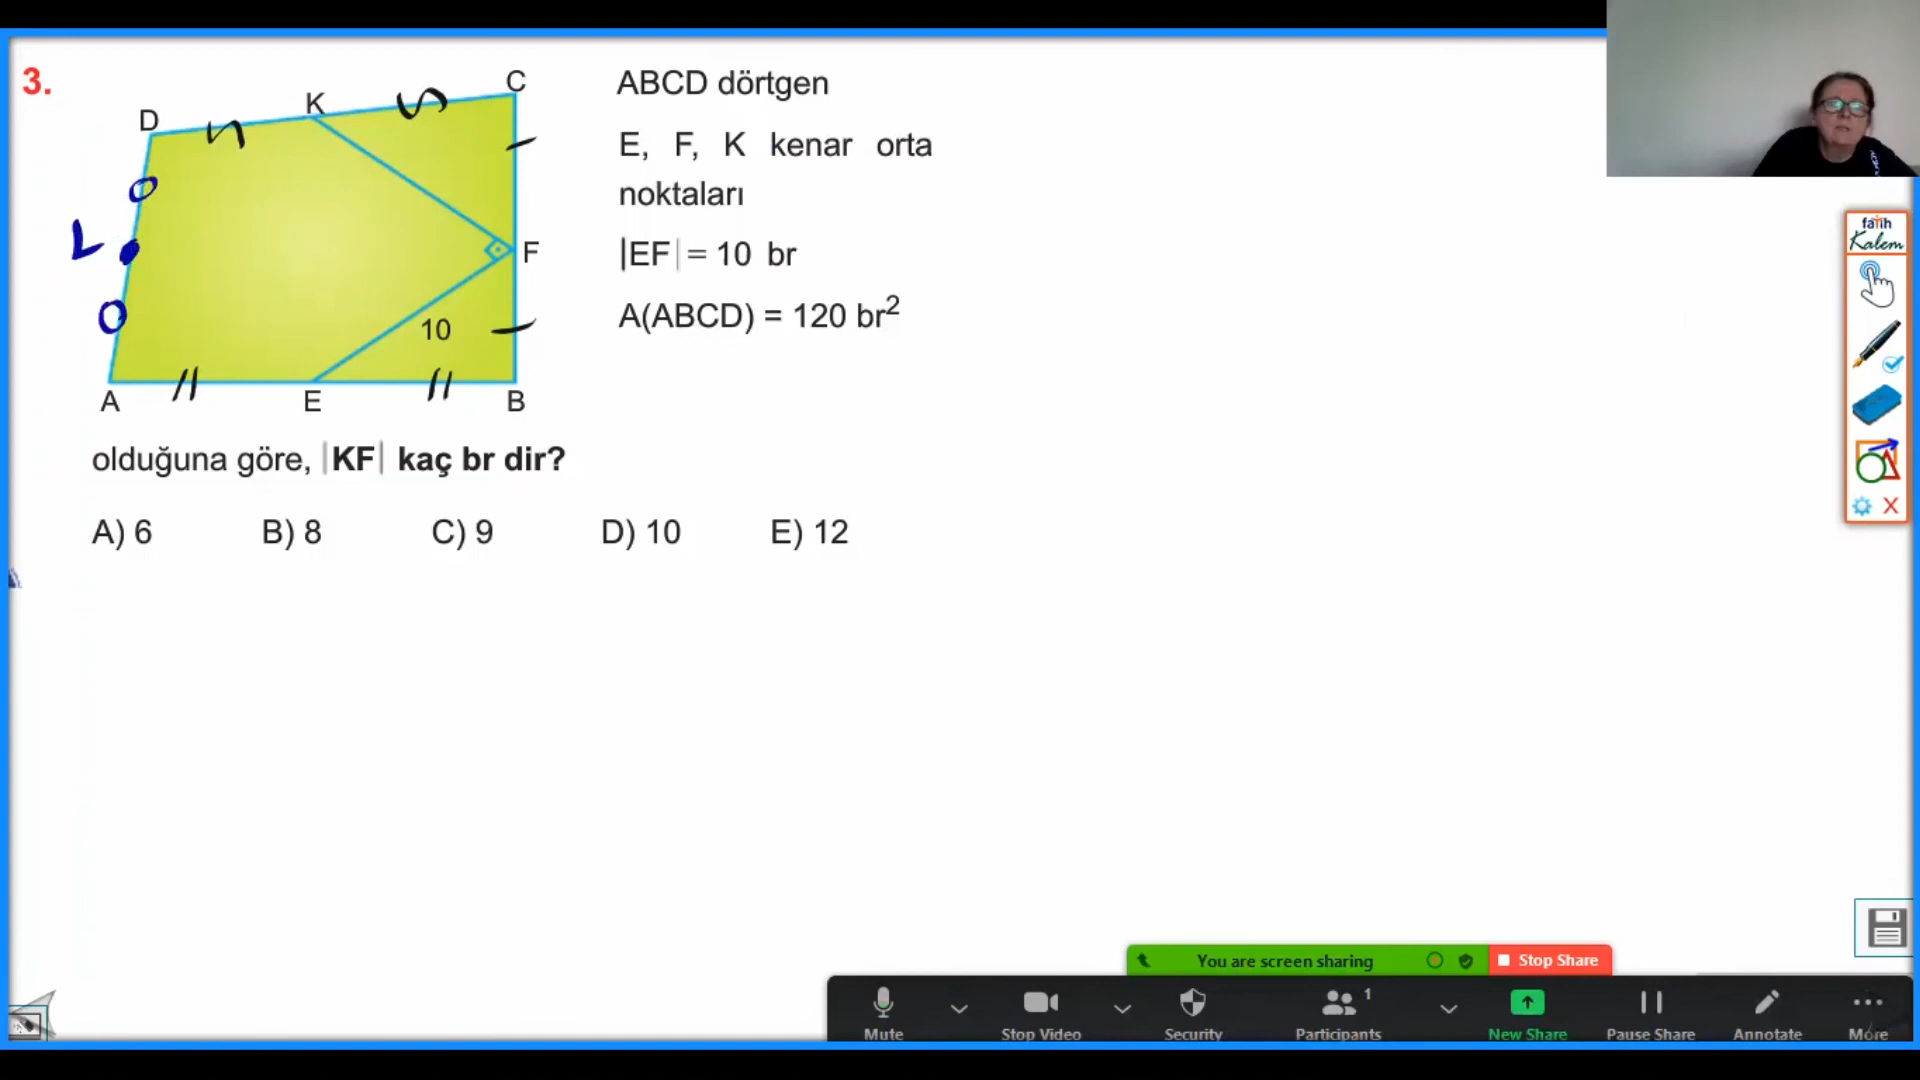 3.
ABCD dörtgen
E, F, K kenar orta
noktaları
|EF| = 10 br
A(ABCD) = 120 br²
D
K
C
L
F
10
A
E
B
olduğuna göre, |KF| kaç br dir?
A) 6 B) 8 C) 9 D) 10 E) 12
fatih
Kalem
You are screen sharing
Stop Share
Mute
Stop Video
Security
1
Participants
New Share
Pause Share
Annotate
More